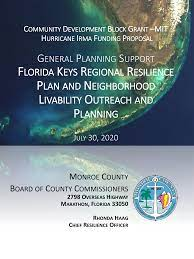 COMMUNITY DEVELOPMENT BLOCK GRANT –MIT
HURRICANE IRMA FUNDING PROPOSAL
GENERAL PLANNING SUPPORT
FLORIDA KEYS REGIONAL RESILIENCE
PLAN AND NEIGHBORHOOD
LIVABILITY OUTREACH AND
PLANNING
JULY 30, 2020
MONROE COUNTY
BOARD OF COUNTY COMMISSIONERS
2798 OVERSEAS HIGHWAY
MARATHON, FLORIDA 33050
RHONDA HAAG
CHIEF RESILIENCE OFFICER